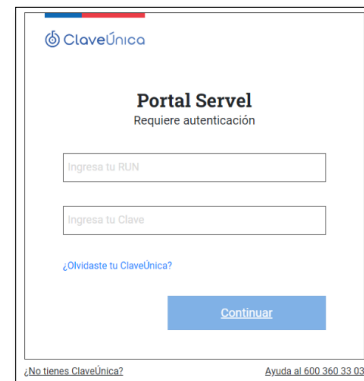 ClaveÚnica
Portal Servel
Requiere autenticación
Ingresa tu RUN
Ingresa tu Clave
¿Olvidaste tu ClaveÚnica?
Continuar
¿No tienes ClaveÚnica? Ayuda al 600 360 33 03